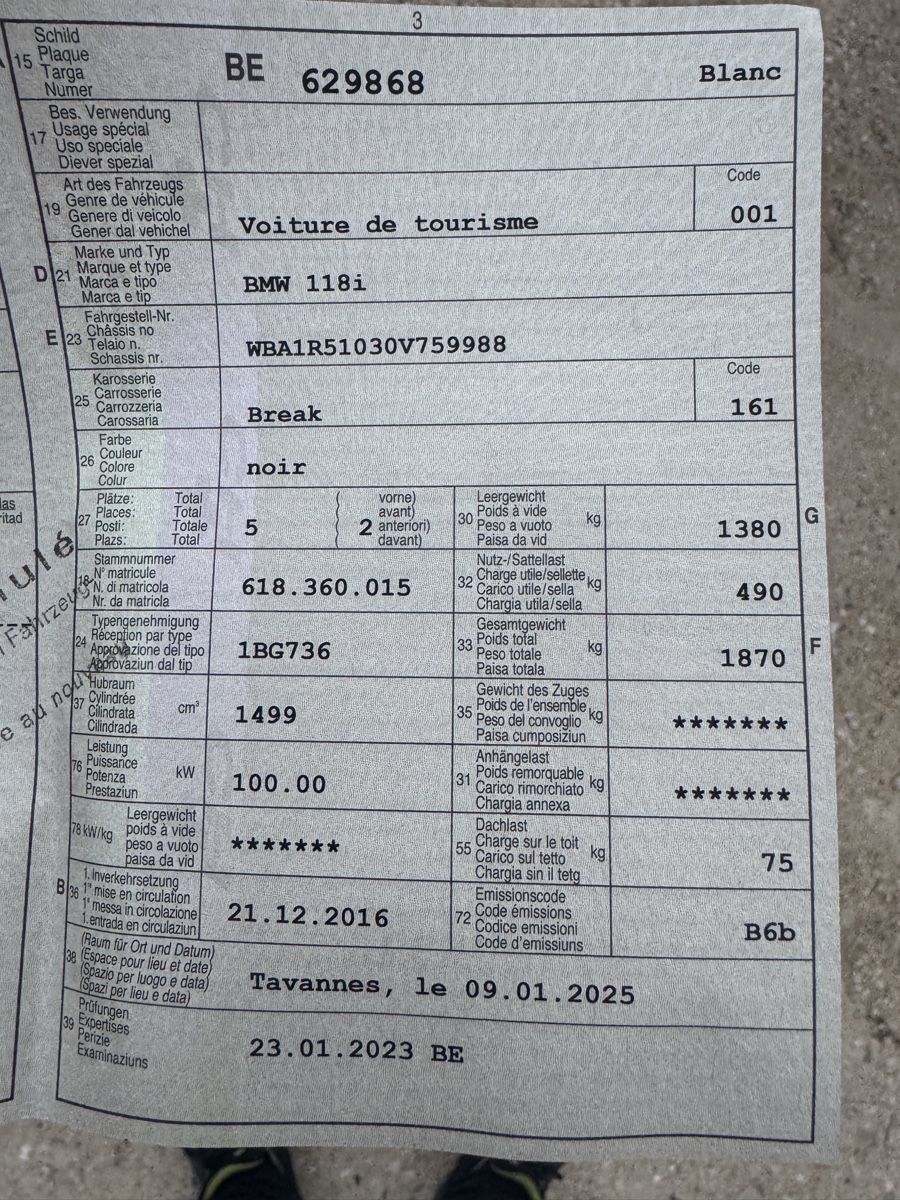 3
15 Schild
Plaque
Targa
Numer
BE 629868 Blanc
17 Bes. Verwendung
Usage spécial
Uso speciale
Diever spezial
19 Art des Fahrzeugs
Genre de véhicule
Genere di veicolo
Gener dal vehichel
Voiture de tourisme
Code
001
D 21 Marke und Typ
Marque et type
Marca e tipo
Marca e tip
BMW 118i
E 23 Fahrgestell-Nr.
Châssis no
Telaio n.
Schassis nr.
WBA1R51030V759988
25 Karosserie
Carrosserie
Carrozzeria
Carossaria
Break
Code
161
26 Farbe
Couleur
Colore
Colur
noir
27 Plätze: Total
Places: Total
Posti: Totale
Plazs: Total
5
( vorne)
( avant)
( 2 anteriori)
( davant)
30 Leergewicht
Poids à vide
Peso a vuoto
Paisa da vid
kg
1380
G
18 Stammnummer
N° matricule
N. di matricola
Nr. da matricla
618.360.015
32 Nutz-/Sattellast
Charge utile/sellette
Carico utile/sella
Chargia utila/sella
kg
490
24 Typengenehmigung
Réception par type
Approvazione del tipo
Approvaziun dal tip
1BG736
33 Gesamtgewicht
Poids total
Peso totale
Paisa totala
kg
1870
F
37 Hubraum
Cylindrée
Cilindrata
Cilindrada
cm³
1499
35 Gewicht des Zuges
Poids de l'ensemble
Peso del convoglio
Paisa cumposiziun
kg
*******
76 Leistung
Puissance
Potenza
Prestaziun
kW
100.00
31 Anhängelast
Poids remorquable
Carico rimorchiato
Chargia annexa
kg
*******
78 kW/kg
Leergewicht
poids à vide
peso a vuoto
paisa da vid
*******
55 Dachlast
Charge sur le toit
Carico sul tetto
Chargia sin il tetg
kg
75
B 36 1. Inverkehrsetzung
1re mise en circulation
1a messa in circolazione
1. entrada en circulaziun
21.12.2016
72 Emissionscode
Code émissions
Codice emissioni
Code d'emissiuns
B6b
38 (Raum für Ort und Datum)
(Espace pour lieu et date)
(Spazio per luogo e data)
(Spazi per lieu e data)
Tavannes, le 09.01.2025
39 Prüfungen
Expertises
Perizie
Examinaziuns
23.01.2023 BE
ulé
Fahrzeug
e au nouveau